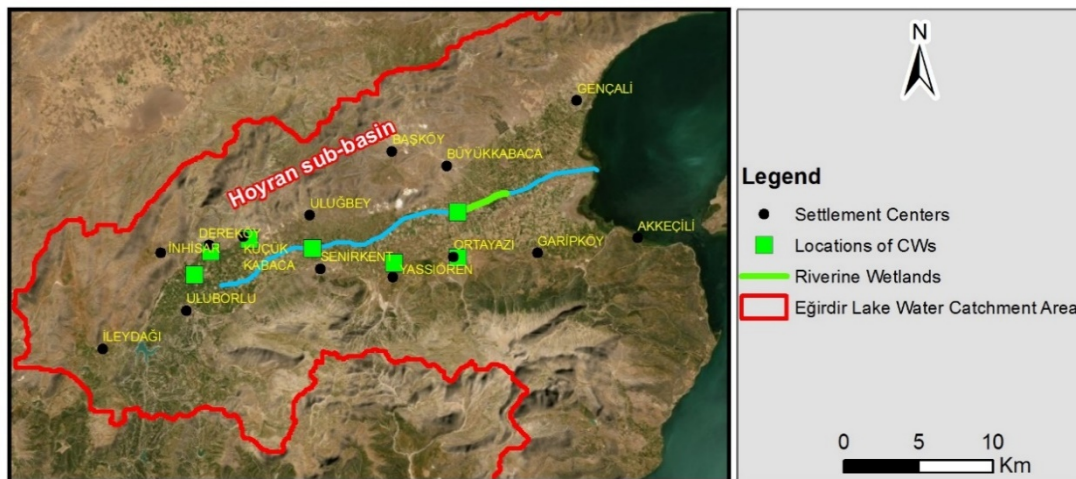 GENÇALİ
BAŞKÖY
BÜYÜKKABACA
Hoyran sub-basin
ULUĞBEY
DEREKÖY
İNHİSAR
KÜÇÜK
KABACA
SENİRKENT
ORTAYAZI
GARİPKÖY
AKKEÇİLİ
YASSIÖREN
ULUBORLU
İLEYDAĞI
N
Legend
Settlement Centers
Locations of CWs
Riverine Wetlands
Eğirdir Lake Water Catchment Area
0 5 10
Km